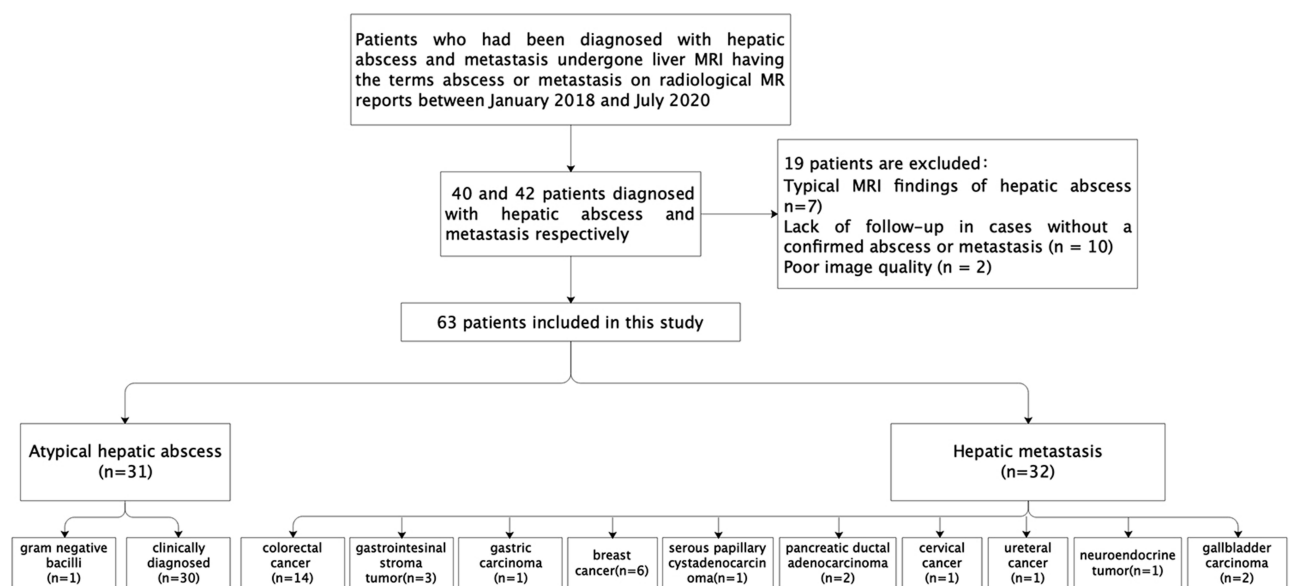 Patients who had been diagnosed with hepatic
abscess and metastasis undergone liver MRI having
the terms abscess or metastasis on radiological MR
reports between January 2018 and July 2020
19 patients are excluded:
Typical MRI findings of hepatic abscess
n=7)
Lack of follow-up in cases without a
confirmed abscess or metastasis (n = 10)
Poor image quality (n = 2)
40 and 42 patients diagnosed
with hepatic abscess and
metastasis respectively
63 patients included in this study
Atypical hepatic abscess
(n=31)
Hepatic metastasis
(n=32)
gram negative
bacilli
(n=1)
clinically
diagnosed
(n=30)
colorectal
cancer
(n=14)
gastrointesinal
stroma
tumor(n=3)
gastric
carcinoma
(n=1)
breast
cancer(n=6)
serous papillary
cystadenocarcin
oma(n=1)
pancreatic ductal
adenocarcinoma
(n=2)
cervical
cancer
(n=1)
ureteral
cancer
(n=1)
neuroendocrine
tumor(n=1)
gallbladder
carcinoma
(n=2)